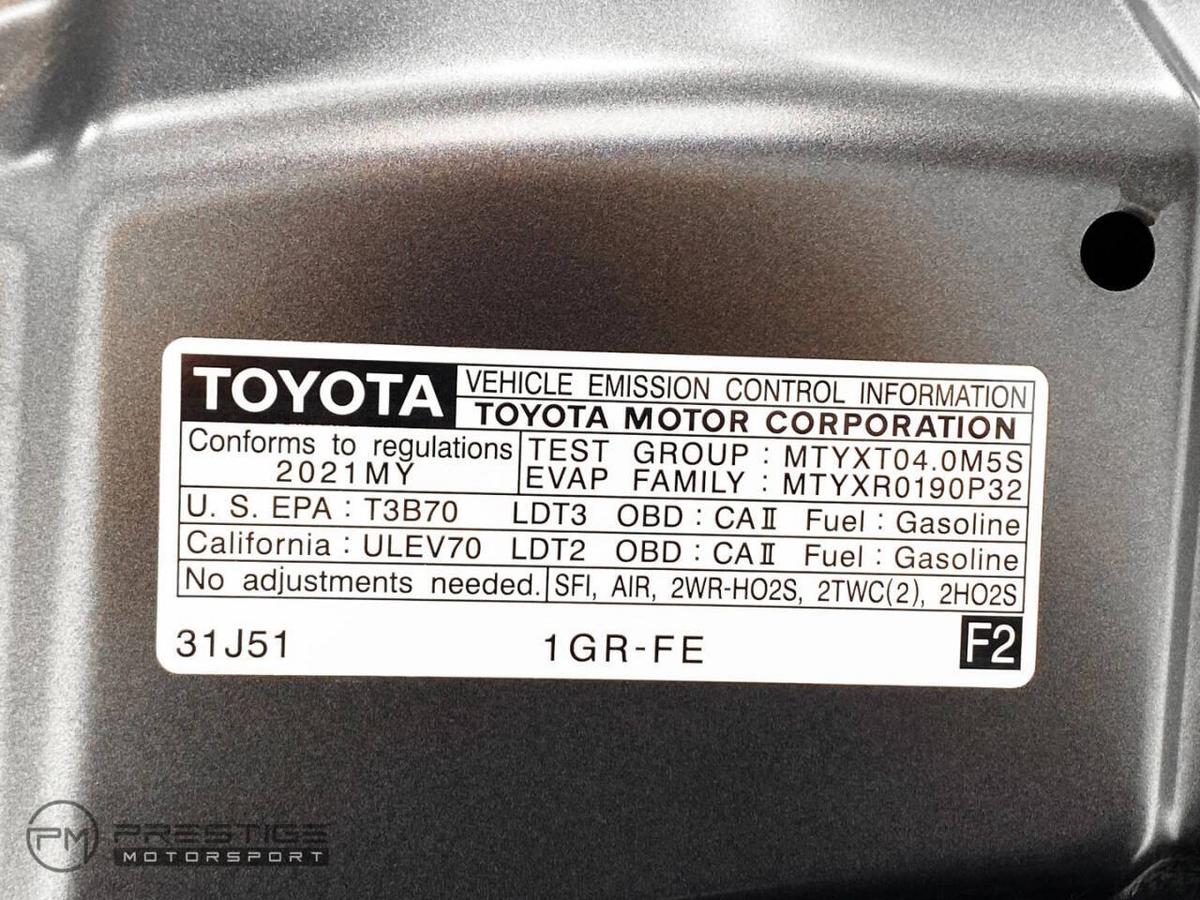 TOYOTA
VEHICLE EMISSION CONTROL INFORMATION
TOYOTA MOTOR CORPORATION
Conforms to regulations
2021MY
TEST GROUP : MTYXT04.0M5S
EVAP FAMILY : MTYXR0190P32
U. S. EPA : T3B70 LDT3 OBD : CAⅡ Fuel : Gasoline
California : ULEV70 LDT2 OBD : CAⅡ Fuel : Gasoline
No adjustments needed. SFI, AIR, 2WR-HO2S, 2TWC(2), 2HO2S
31J51 1GR-FE F2
PM PRESTIGE
MOTORSPORT